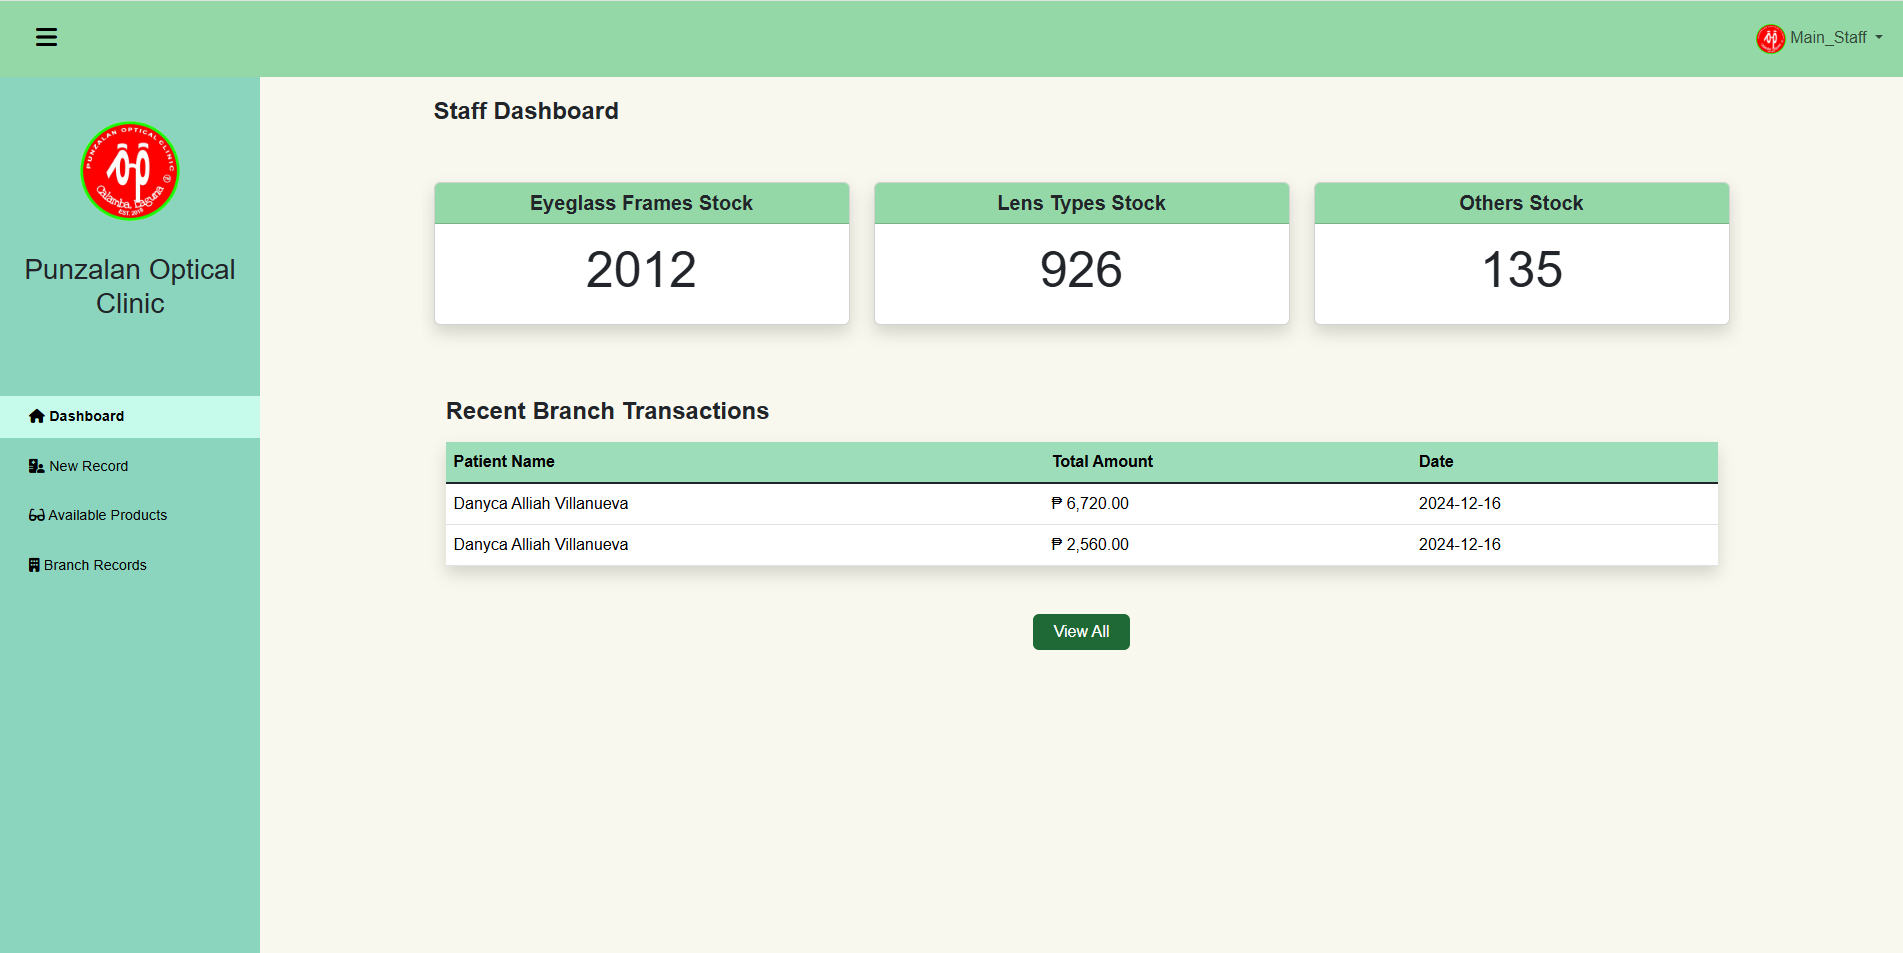 Main_Staff
PUNZALAN OPTICAL CLINIC
Calamba, Laguna
EST. 2019
Punzalan Optical
Clinic
Dashboard
New Record
Available Products
Branch Records
Staff Dashboard
Eyeglass Frames Stock
2012
Lens Types Stock
926
Others Stock
135
Recent Branch Transactions
Patient Name Total Amount Date
Danyca Alliah Villanueva ₱ 6,720.00 2024-12-16
Danyca Alliah Villanueva ₱ 2,560.00 2024-12-16
View All